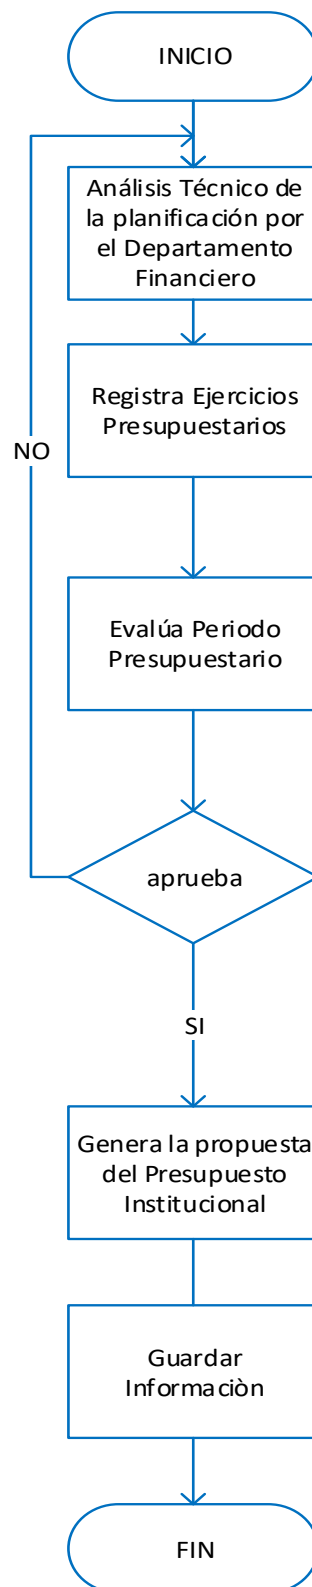 INICIO
Análisis Técnico de
la planificación por
el Departamento
Financiero
Registra Ejercicios
Presupuestarios
NO
Evalúa Periodo
Presupuestario
aprueba
SI
Genera la propuesta
del Presupuesto
Institucional
Guardar
Informaciòn
FIN